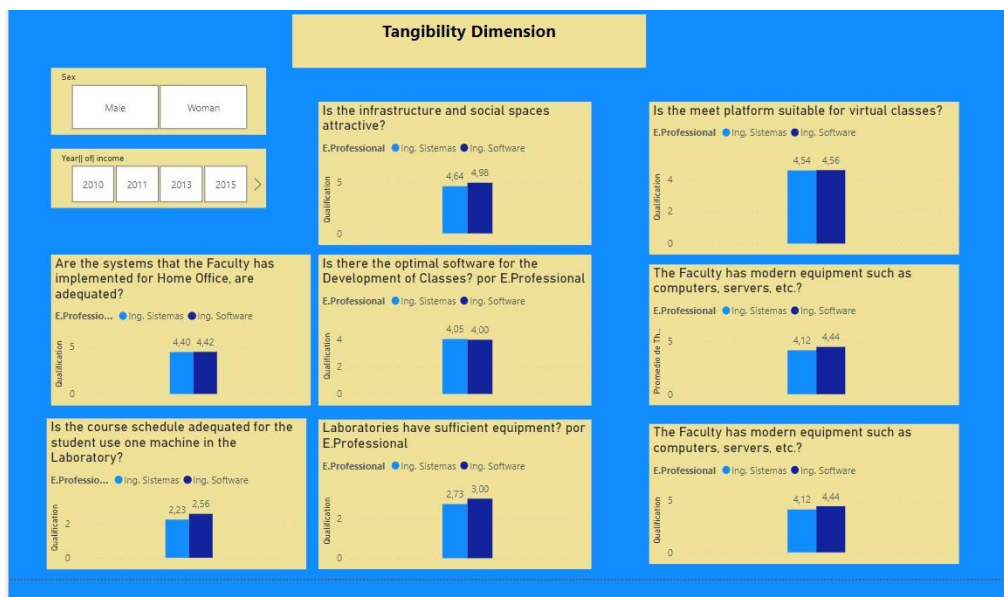 Tangibility Dimension
Sex
Male Woman
Year|| of| income
2010 2011 2013 2015
Is the infrastructure and social spaces
attractive?
E.Professional Ing. Sistemas Ing. Software
Qualification
5
0
4,64 4,98
Is the meet platform suitable for virtual classes?
E.Professional Ing. Sistemas Ing. Software
Qualification
4
2
0
4,54 4,56
Are the systems that the Faculty has
implemented for Home Office, are
adequated?
E.Professio... Ing. Sistemas Ing. Software
Qualification
5
0
4,40 4,42
Is there the optimal software for the
Development of Classes? por E.Professional
E.Professional Ing. Sistemas Ing. Software
Qualification
4
2
0
4,05 4,00
The Faculty has modern equipment such as
computers, servers, etc.?
E.Professional Ing. Sistemas Ing. Software
Promedio de Th...
5
0
4,12 4,44
Is the course schedule adequated for the
student use one machine in the
Laboratory?
E.Professio... Ing. Sistemas Ing. Software
Qualification
2
0
2,23 2,56
Laboratories have sufficient equipment? por
E.Professional
E.Professional Ing. Sistemas Ing. Software
Qualification
2
0
2,73 3,00
The Faculty has modern equipment such as
computers, servers, etc.?
E.Professional Ing. Sistemas Ing. Software
Qualification
5
0
4,12 4,44